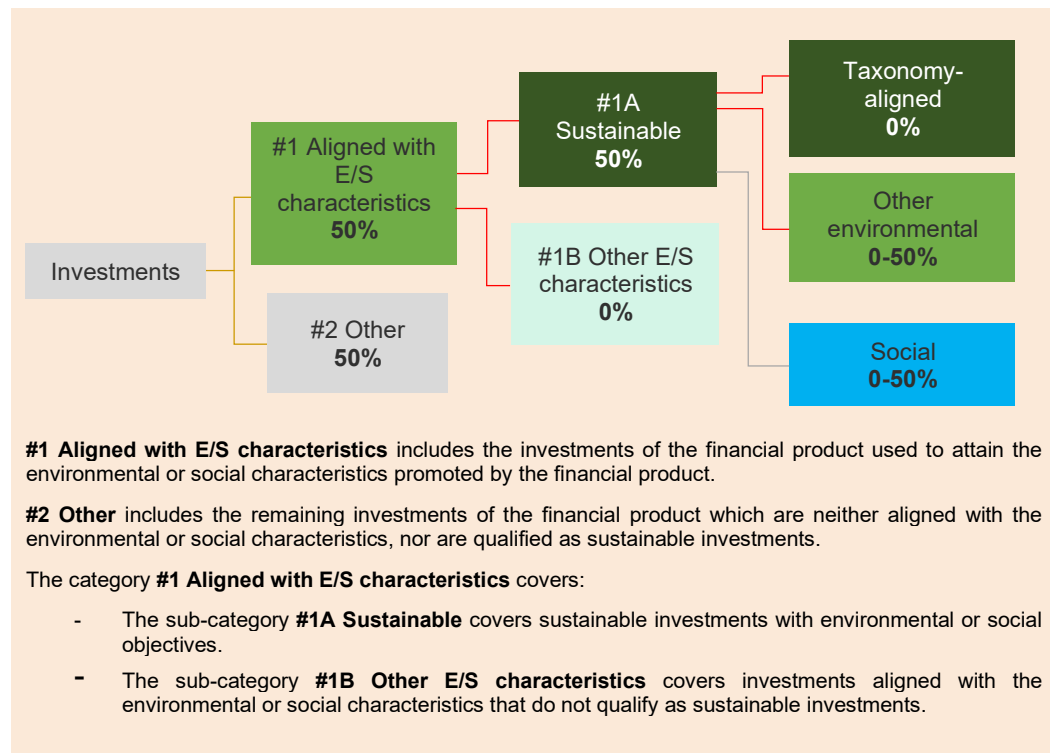 Investments
#1 Aligned with
E/S
characteristics
50%
#2 Other
50%
#1A
Sustainable
50%
#1B Other E/S
characteristics
0%
Taxonomy-
aligned
0%
Other
environmental
0-50%
Social
0-50%
#1 Aligned with E/S characteristics includes the investments of the financial product used to attain the
environmental or social characteristics promoted by the financial product.
#2 Other includes the remaining investments of the financial product which are neither aligned with the
environmental or social characteristics, nor are qualified as sustainable investments.
The category #1 Aligned with E/S characteristics covers:
- The sub-category #1A Sustainable covers sustainable investments with environmental or social
objectives.
- The sub-category #1B Other E/S characteristics covers investments aligned with the
environmental or social characteristics that do not qualify as sustainable investments.